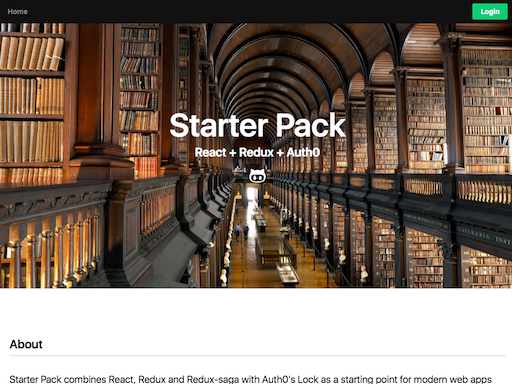 Home
Login
Starter Pack
React + Redux + Auth0
About
Starter Pack combines React, Redux and Redux-saga with Auth0's Lock as a starting point for modern web apps